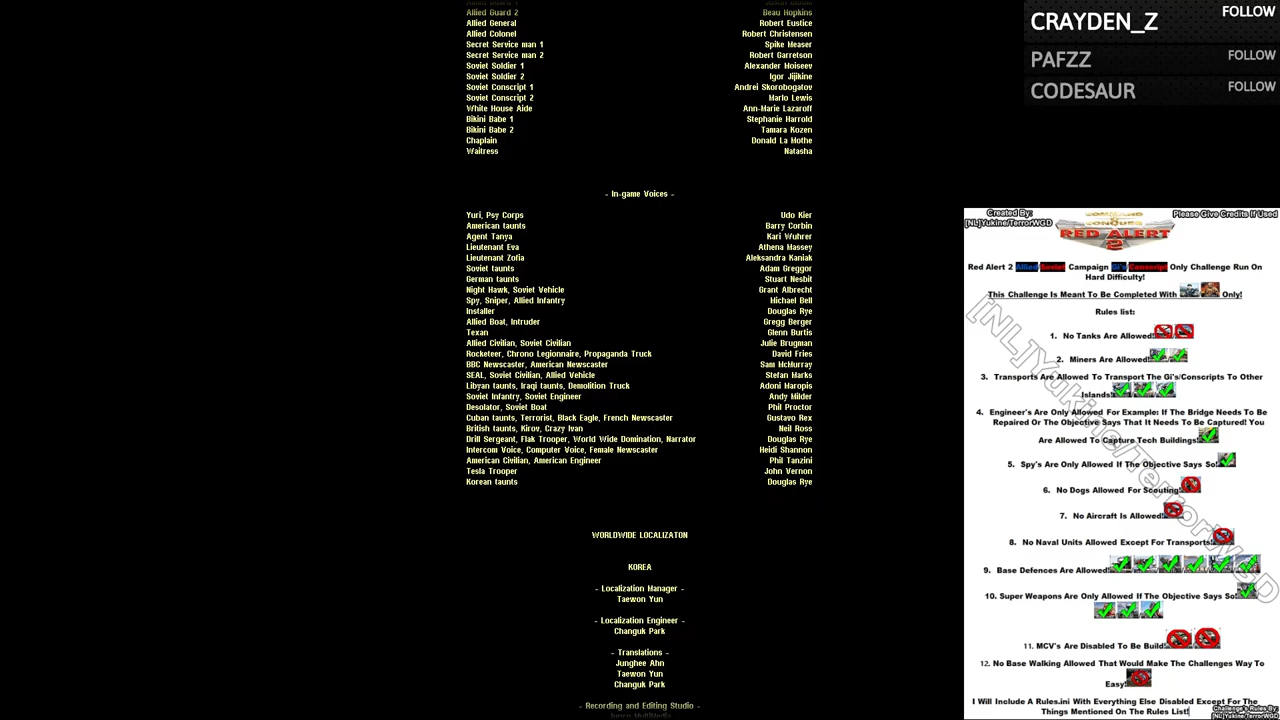 Allied Guard 2 Beau Hopkins
Allied General Robert Eustice
Allied Colonel Robert Christensen
Secret Service man 1 Spike Measer
Secret Service man 2 Robert Garretson
Soviet Soldier 1 Alexander Moiseev
Soviet Soldier 2 Igor Jijikine
Soviet Conscript 1 Andrei Skorobogatov
Soviet Conscript 2 Marlo Lewis
White House Aide Ann-Marie Lazaroff
Bikini Babe 1 Stephanie Harrold
Bikini Babe 2 Tamara Kozen
Chaplain Donald La Mothe
Waitress Natasha
- In-game Voices -
Yuri, Psy Corps Udo Kier
American taunts Barry Corbin
Agent Tanya Kari Wuhrer
Lieutenant Eva Athena Massey
Lieutenant Zofia Aleksandra Kaniak
Soviet taunts Adam Greggor
German taunts Stuart Nesbit
Night Hawk, Soviet Vehicle Grant Albrecht
Spy, Sniper, Allied Infantry Michael Bell
Installer Douglas Rye
Allied Boat, Intruder Gregg Berger
Texan Glenn Burtis
Allied Civilian, Soviet Civilian Julie Brugman
Rocketeer, Chrono Legionnaire, Propaganda Truck David Fries
BBC Newscaster, American Newscaster Sam McMurray
SEAL, Soviet Civilian, Allied Vehicle Stefan Marks
Libyan taunts, Iraqi taunts, Demolition Truck Adoni Maropis
Soviet Infantry, Soviet Engineer Andy Milder
Desolator, Soviet Boat Phil Proctor
Cuban taunts, Terrorist, Black Eagle, French Newscaster Gustavo Rex
British taunts, Kirov, Crazy Ivan Neil Ross
Drill Sergeant, Flak Trooper, World Wide Domination, Narrator Douglas Rye
Intercom Voice, Computer Voice, Female Newscaster Heidi Shannon
American Civilian, American Engineer Phil Tanzini
Tesla Trooper John Vernon
Korean taunts Douglas Rye
WORLDWIDE LOCALIZATON
KOREA
- Localization Manager -
Taewon Yun
- Localization Engineer -
Changuk Park
- Translations -
Junghee Ahn
Taewon Yun
Changuk Park
- Recording and Editing Studio -
CRAYDEN_Z FOLLOW
PAFZZ FOLLOW
CODESAUR FOLLOW
Created By:
[NL]Yukine/TerrorWGD
Please Give Credits If Used
COMMAND & CONQUER
RED ALERT
2
Red Alert 2 Allied/Soviet Campaign Gi's/Conscript Only Challenge Run On
Hard Difficulty!
This Challenge Is Meant To Be Completed With Only!
Rules list:
1. No Tanks Are Allowed!
2. Miners Are Allowed!
3. Transports Are Allowed To Transport The Gi's/Conscripts To Other
Islands!
4. Engineer's Are Only Allowed For Example: If The Bridge Needs To Be
Repaired Or The Objective Says That It Needs To Be Captured! You
Are Allowed To Capture Tech Buildings!
5. Spy's Are Only Allowed If The Objective Says So!
6. No Dogs Allowed For Scouting!
7. No Aircraft Is Allowed!
8. No Naval Units Allowed Except For Transports!
9. Base Defences Are Allowed!
10. Super Weapons Are Only Allowed If The Objective Says So!
11. MCV's Are Disabled To Be Build!
12. No Base Walking Allowed That Would Make The Challenges Way To
Easy!
I Will Include A Rules.ini With Everything Else Disabled Except For The
Things Mentioned On The Rules List!
Challenge's Rules By:
[NL]Yukine/TerrorWGD
[NL]Yukine/TerrorWGD